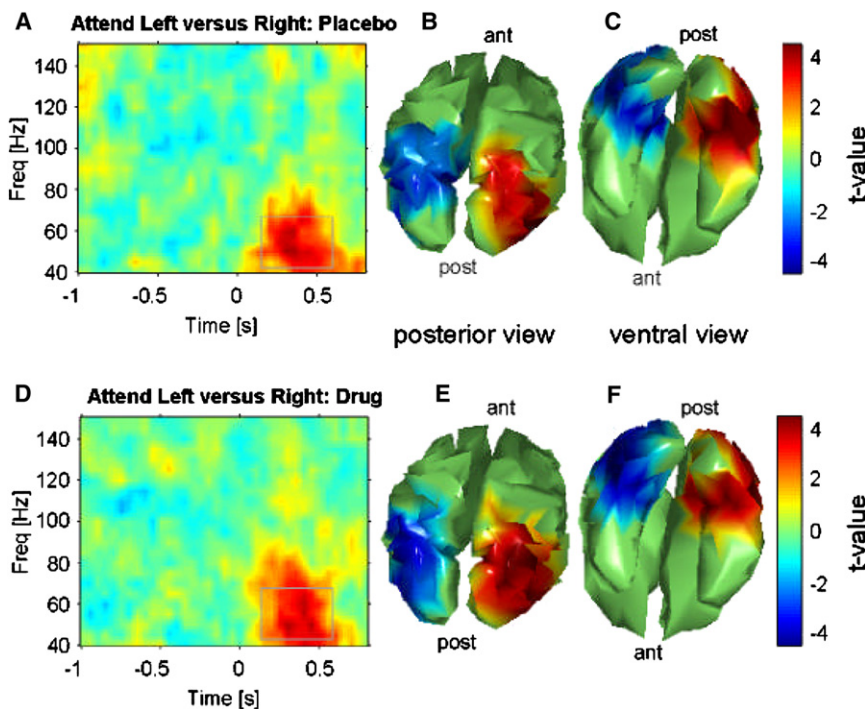 A Attend Left versus Right: Placebo
B
C
Freq [Hz]
140
120
100
80
60
40
-1
-0.5
0
0.5
Time [s]
ant
post
posterior view
post
ant
ventral view
4
2
0
-2
-4
t-value
D Attend Left versus Right: Drug
E
F
Freq [Hz]
140
120
100
80
60
40
-1
-0.5
0
0.5
Time [s]
ant
post
post
ant
4
2
0
-2
-4
t-value